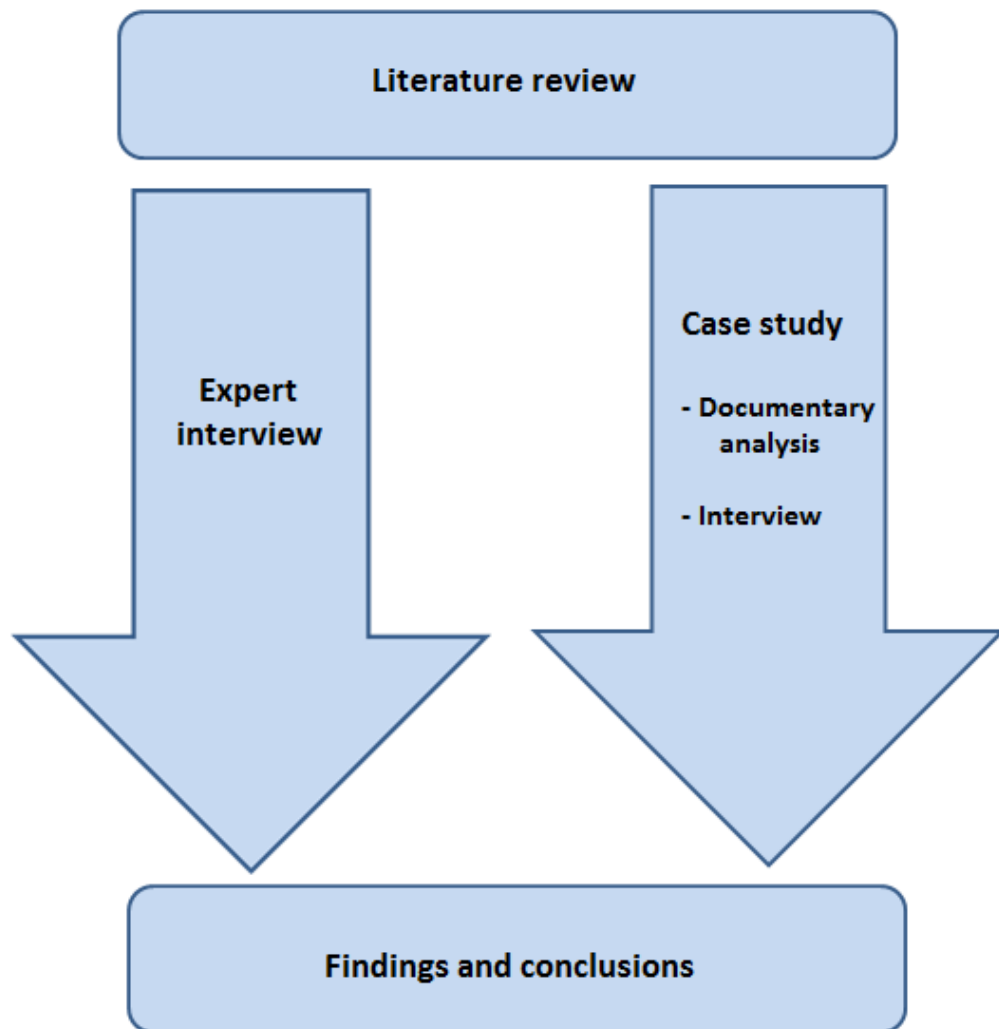 Literature review
Expert
interview
Case study
- Documentary
analysis
- Interview
Findings and conclusions